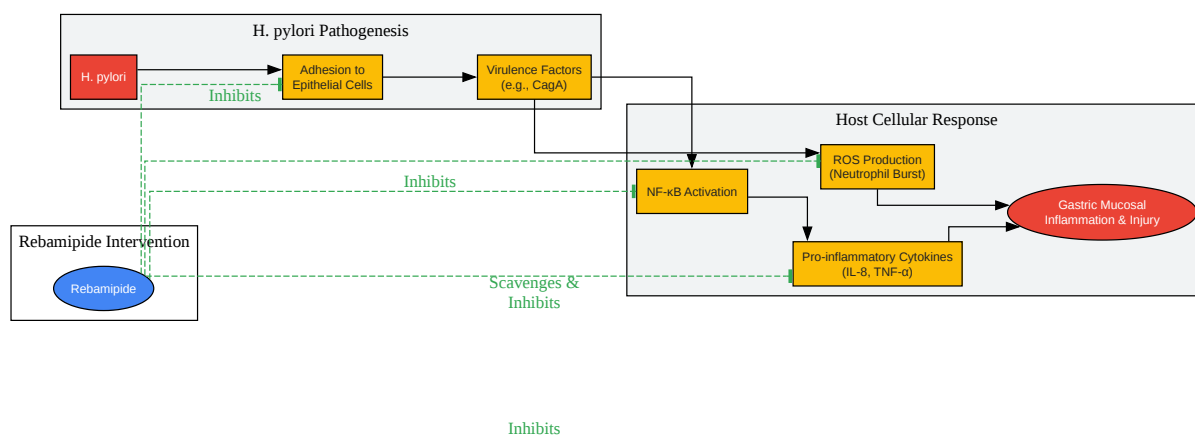 H. pylori Pathogenesis
H. pylori
Adhesion to
Epithelial Cells
Virulence Factors
(e.g., CagA)
Inhibits
Host Cellular Response
ROS Production
(Neutrophil Burst)
Inhibits
NF-κB Activation
Gastric Mucosal
Inflammation & Injury
Rebamipide Intervention
Rebamipide
Pro-inflammatory Cytokines
(IL-8, TNF-α)
Scavenges &
Inhibits
Inhibits